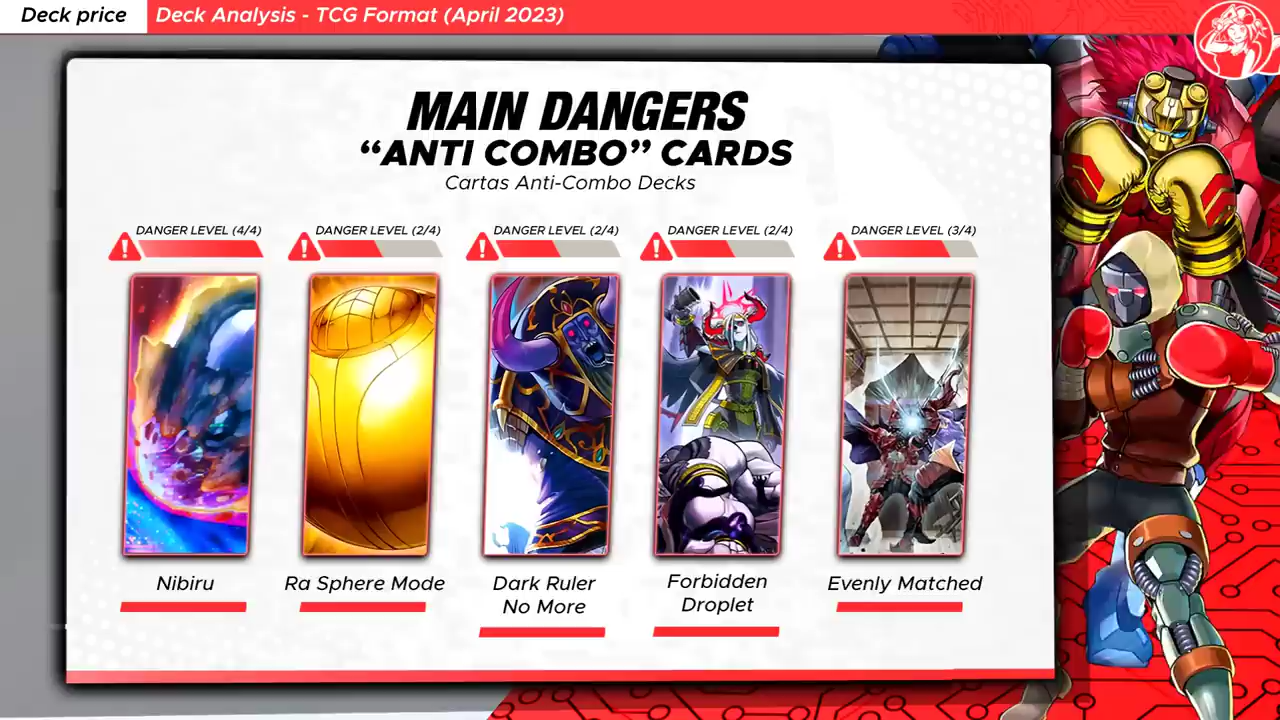 Deck price
Deck Analysis - TCG Format (April 2023)
MAIN DANGERS
“ANTI COMBO” CARDS
Cartas Anti-Combo Decks
DANGER LEVEL (4/4)
DANGER LEVEL (2/4)
DANGER LEVEL (2/4)
DANGER LEVEL (2/4)
DANGER LEVEL (3/4)
Nibiru
Ra Sphere Mode
Dark Ruler
No More
Forbidden
Droplet
Evenly Matched